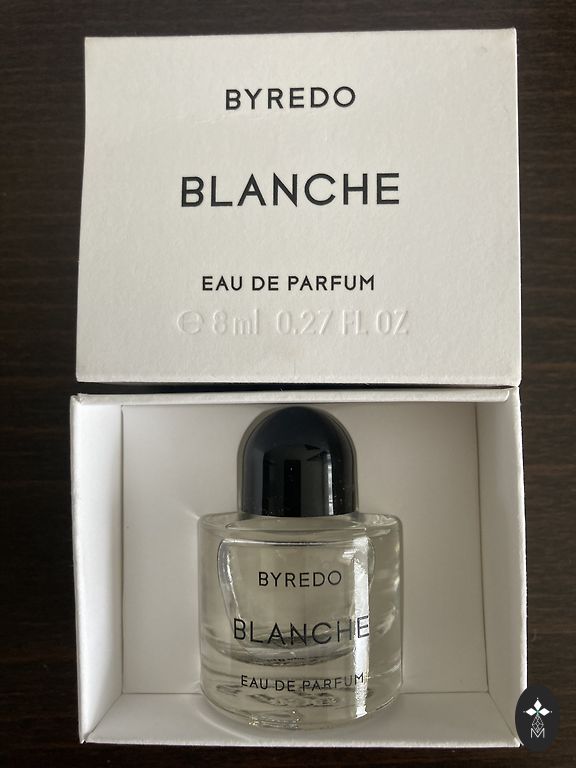 BYREDO
BLANCHE
EAU DE PARFUM
℮ 8 ml 0.27 FL. OZ
BYREDO
BLANCHE
EAU DE PARFUM